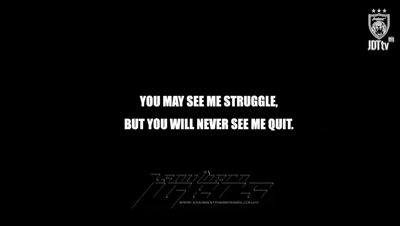 JDTtv
YOU MAY SEE ME STRUGGLE,
BUT YOU WILL NEVER SEE ME QUIT.